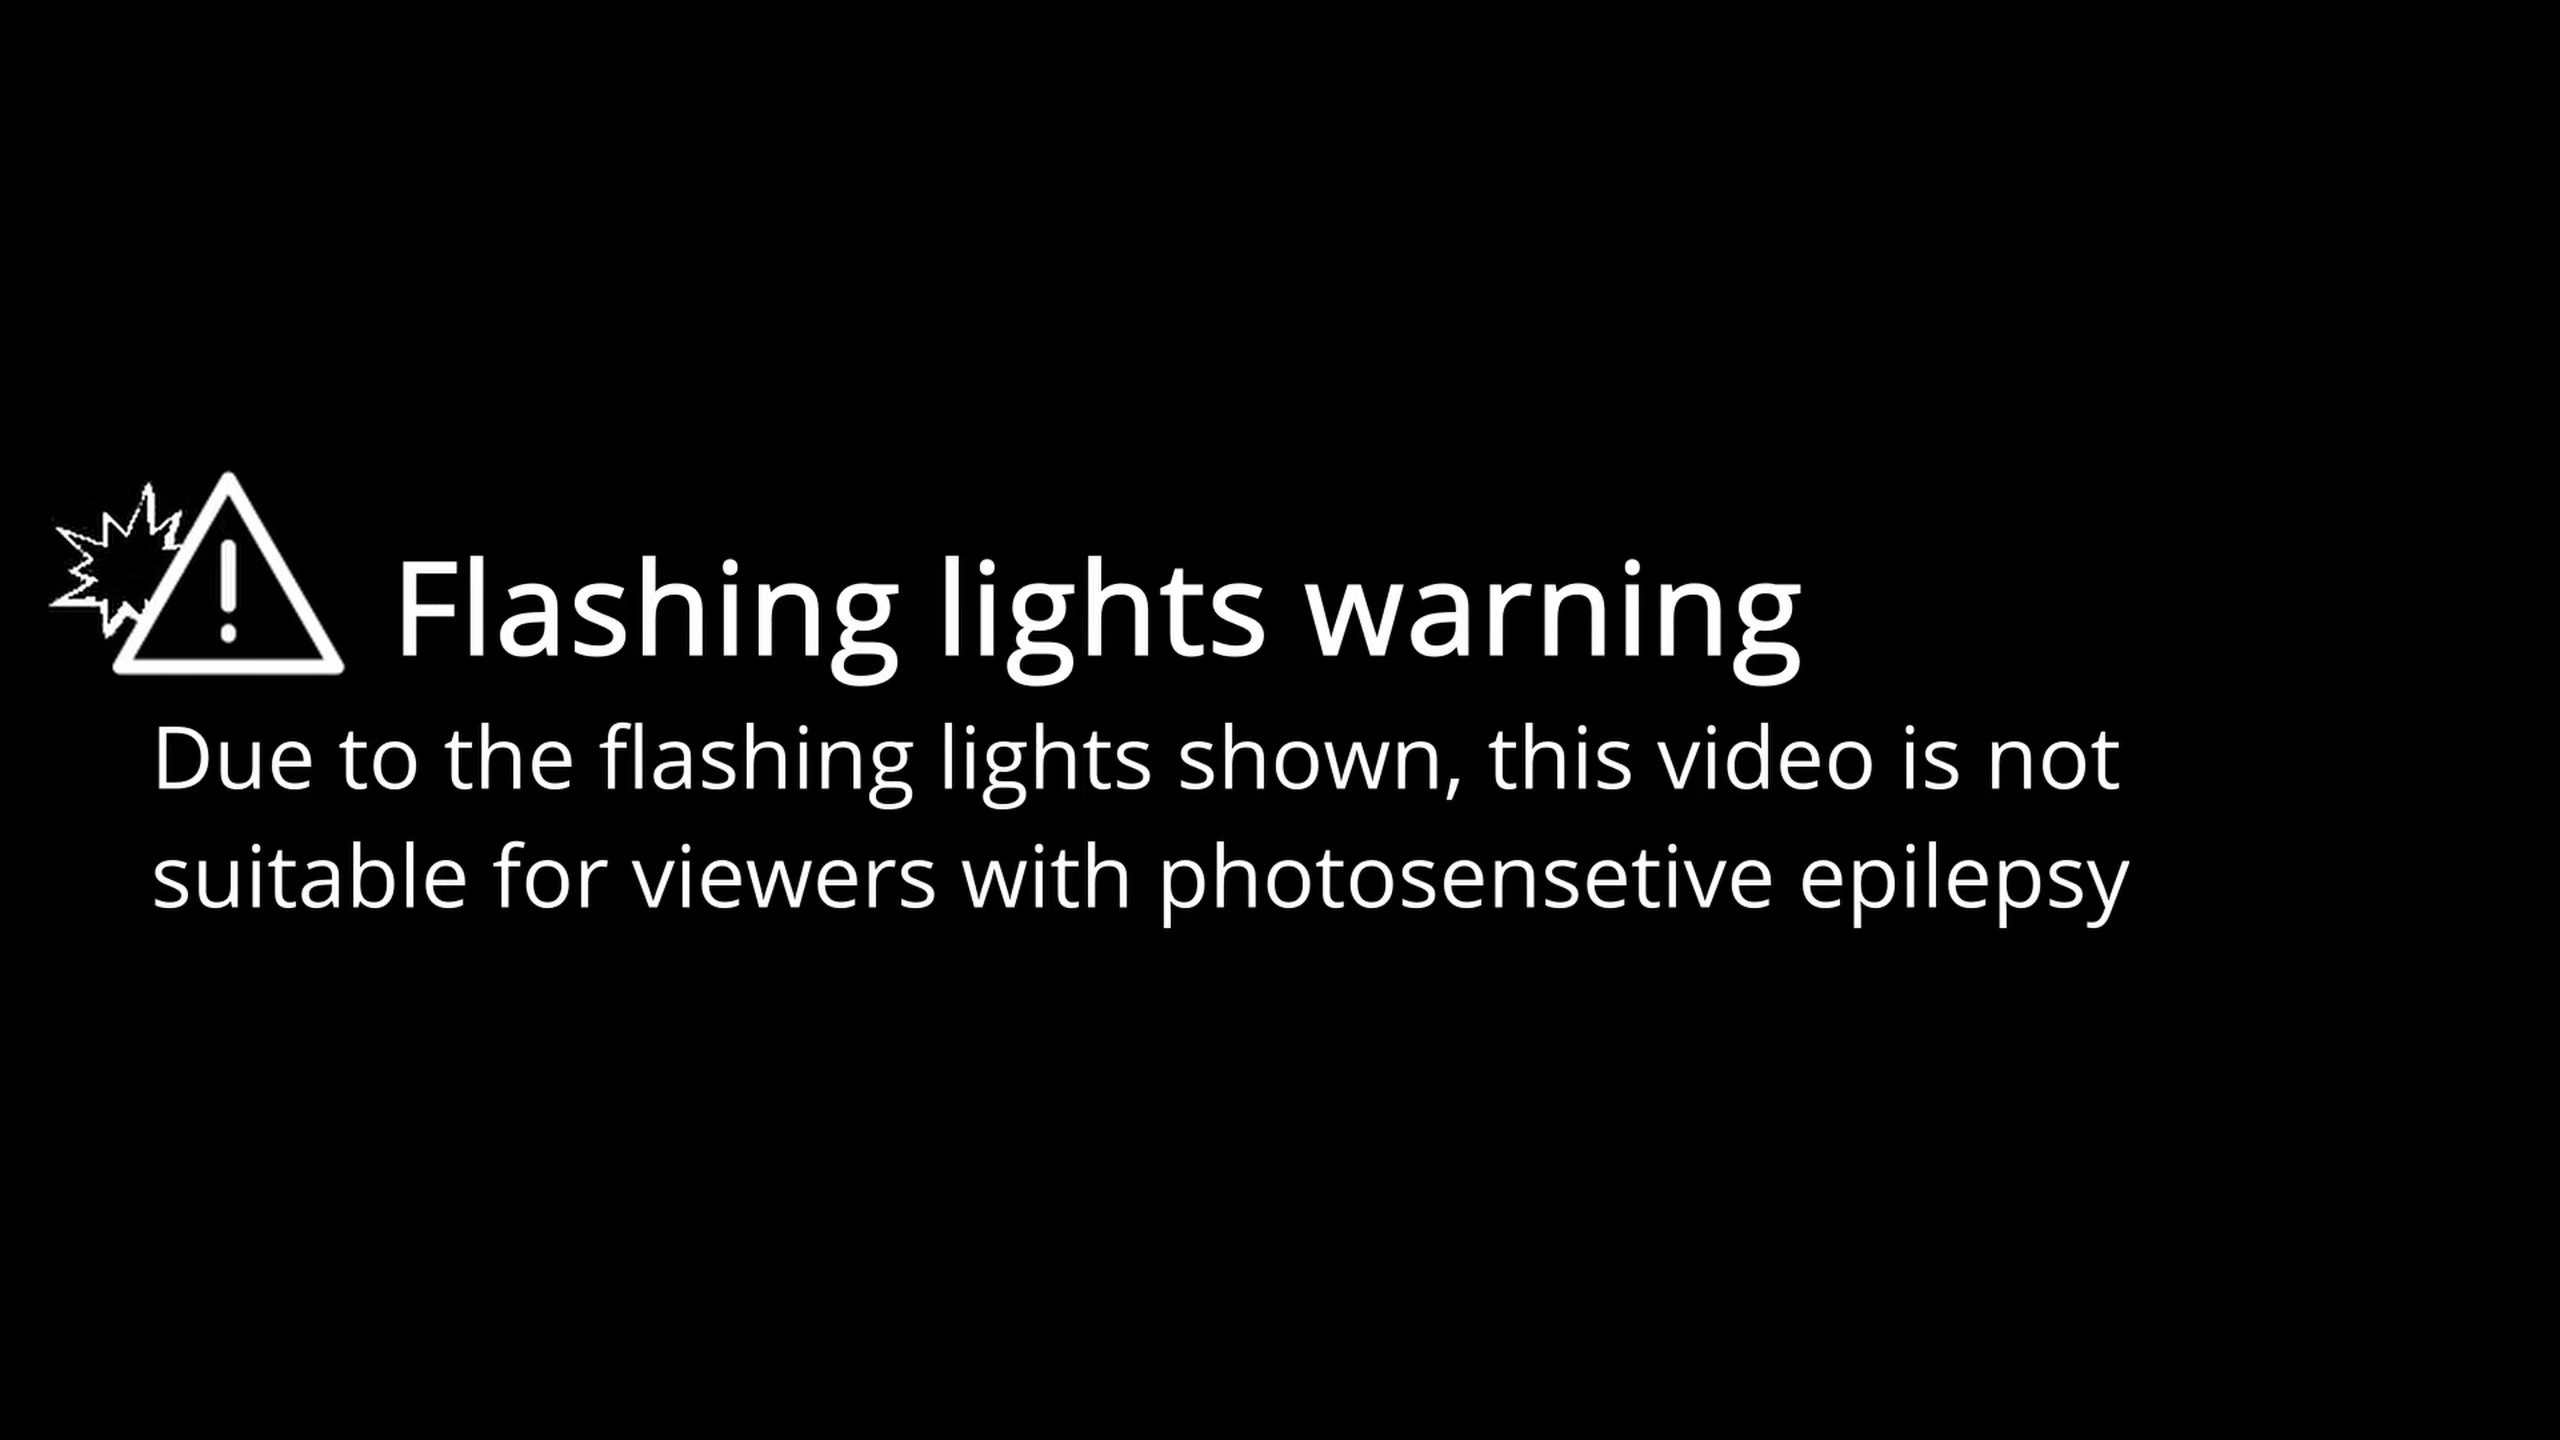 Flashing lights warning
Due to the flashing lights shown, this video is not
suitable for viewers with photosensetive epilepsy